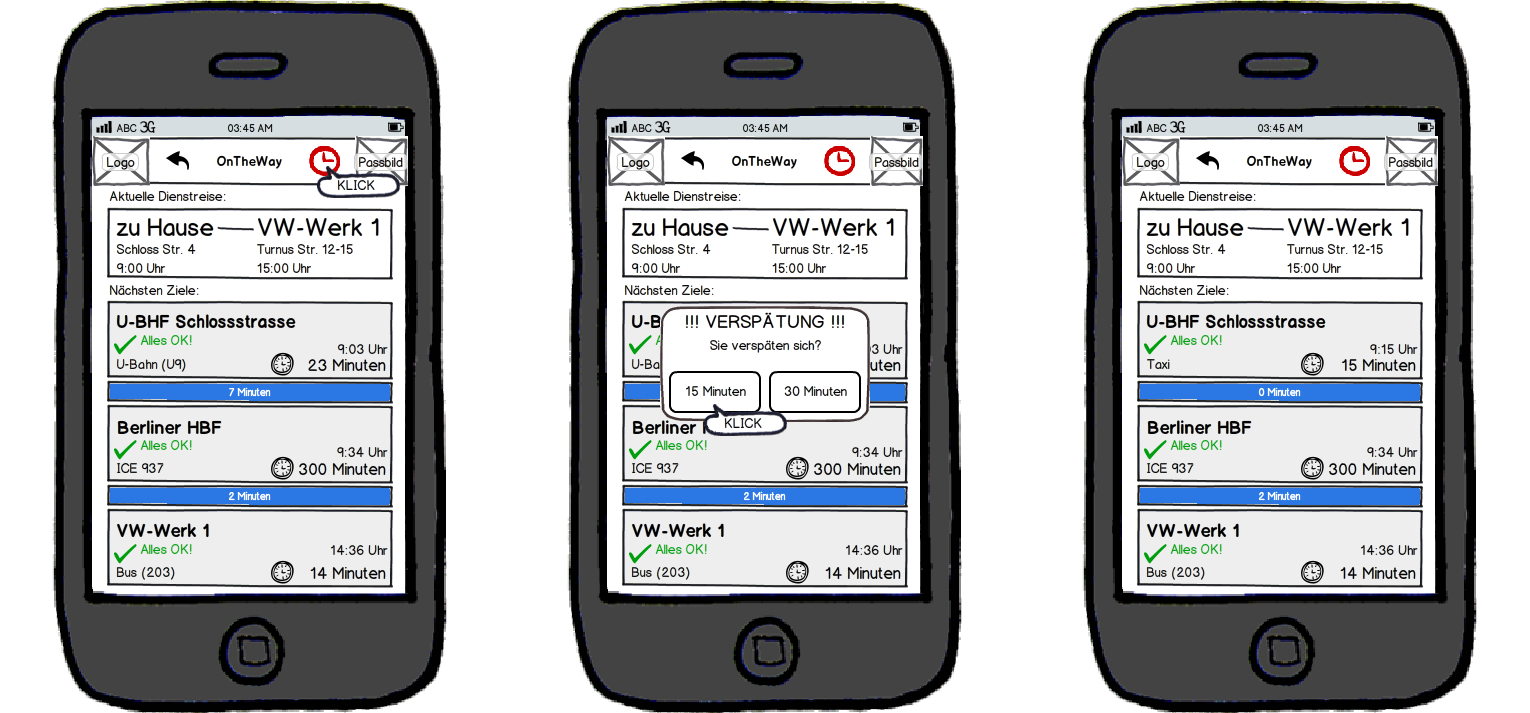 ABC 3G 03:45 AM
Logo OnTheWay Passbild
KLICK
Aktuelle Dienstreise:
zu Hause VW-Werk 1
Schloss Str. 4 Turnus Str. 12-15
9:00 Uhr 15:00 Uhr
Nächsten Ziele:
U-BHF Schlossstrasse
Alles OK!
9:03 Uhr
U-Bahn (U9) 23 Minuten
7 Minuten
Berliner HBF
Alles OK!
9:34 Uhr
ICE 937 300 Minuten
2 Minuten
VW-Werk 1
Alles OK!
14:36 Uhr
Bus (203) 14 Minuten
ABC 3G 03:45 AM
Logo OnTheWay Passbild
Aktuelle Dienstreise:
zu Hause VW-Werk 1
Schloss Str. 4 Turnus Str. 12-15
9:00 Uhr 15:00 Uhr
Nächsten Ziele:
!!! VERSPÄTUNG !!!
Sie verspäten sich?
15 Minuten 30 Minuten
KLICK
Berliner
Alles OK!
9:34 Uhr
ICE 937 300 Minuten
2 Minuten
VW-Werk 1
Alles OK!
14:36 Uhr
Bus (203) 14 Minuten
ABC 3G 03:45 AM
Logo OnTheWay Passbild
Aktuelle Dienstreise:
zu Hause VW-Werk 1
Schloss Str. 4 Turnus Str. 12-15
9:00 Uhr 15:00 Uhr
Nächsten Ziele:
U-BHF Schlossstrasse
Alles OK!
9:15 Uhr
Taxi 15 Minuten
0 Minuten
Berliner HBF
Alles OK!
9:34 Uhr
ICE 937 300 Minuten
2 Minuten
VW-Werk 1
Alles OK!
14:36 Uhr
Bus (203) 14 Minuten